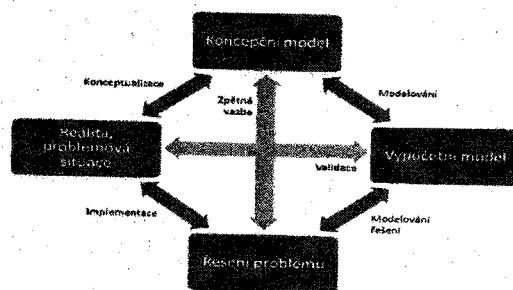 Koncepční model
Konceptualizace
Modelování
Zpětná
vazba
Realita,
problémová
situace
Výpočetní model
Validace
Implementace
Modelování
řešení
Řešení problému